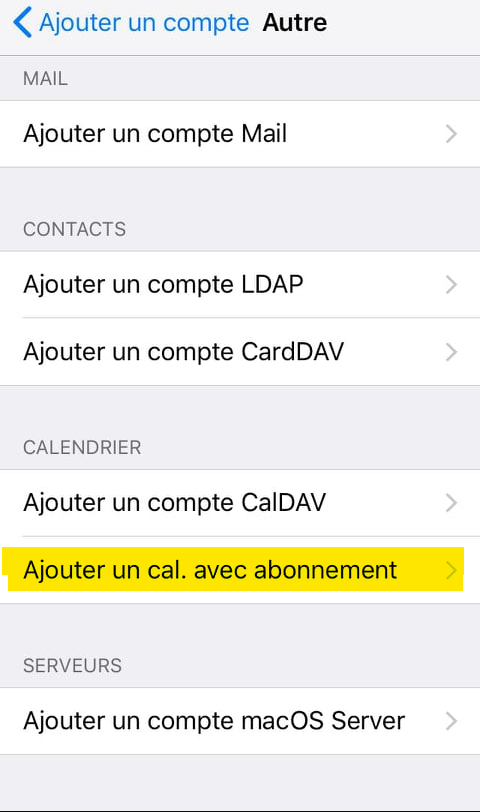 Ajouter un compte Autre
MAIL
Ajouter un compte Mail
CONTACTS
Ajouter un compte LDAP
Ajouter un compte CardDAV
CALENDRIER
Ajouter un compte CalDAV
Ajouter un cal. avec abonnement
SERVEURS
Ajouter un compte macOS Server